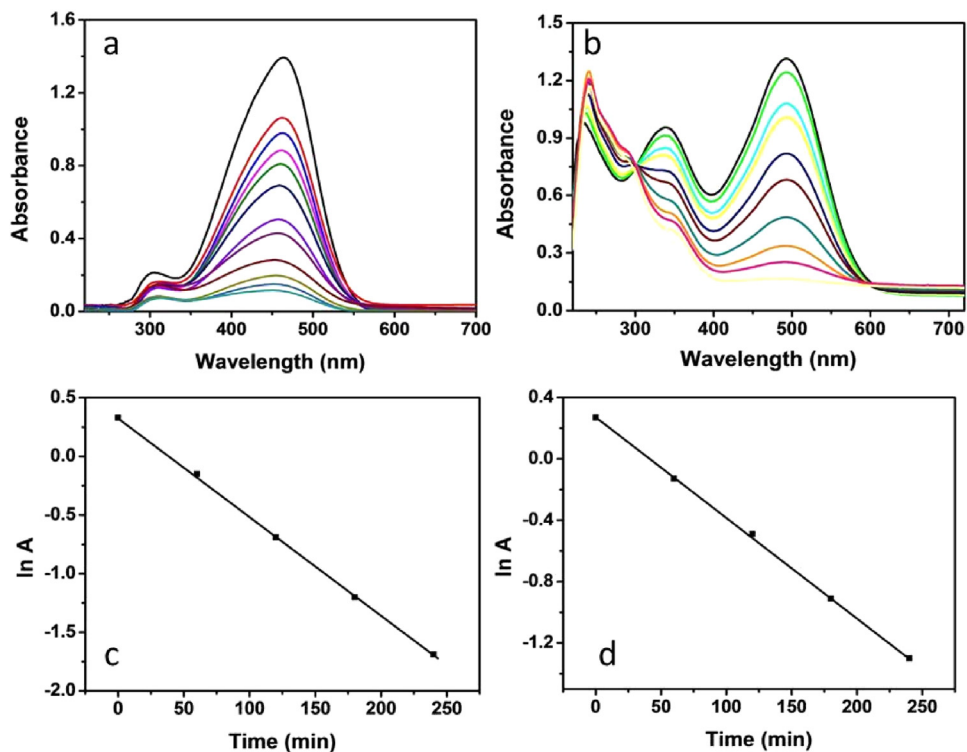 a
Absorbance
1.6
1.2
0.8
0.4
0.0
300 400 500 600 700
Wavelength (nm)
b
Absorbance
1.5
1.2
0.9
0.6
0.3
0.0
300 400 500 600 700
Wavelength (nm)
c
ln A
0.5
0.0
-0.5
-1.0
-1.5
-2.0
0 50 100 150 200 250
Time (min)
d
ln A
0.4
0.0
-0.4
-0.8
-1.2
0 50 100 150 200 250
Time (min)